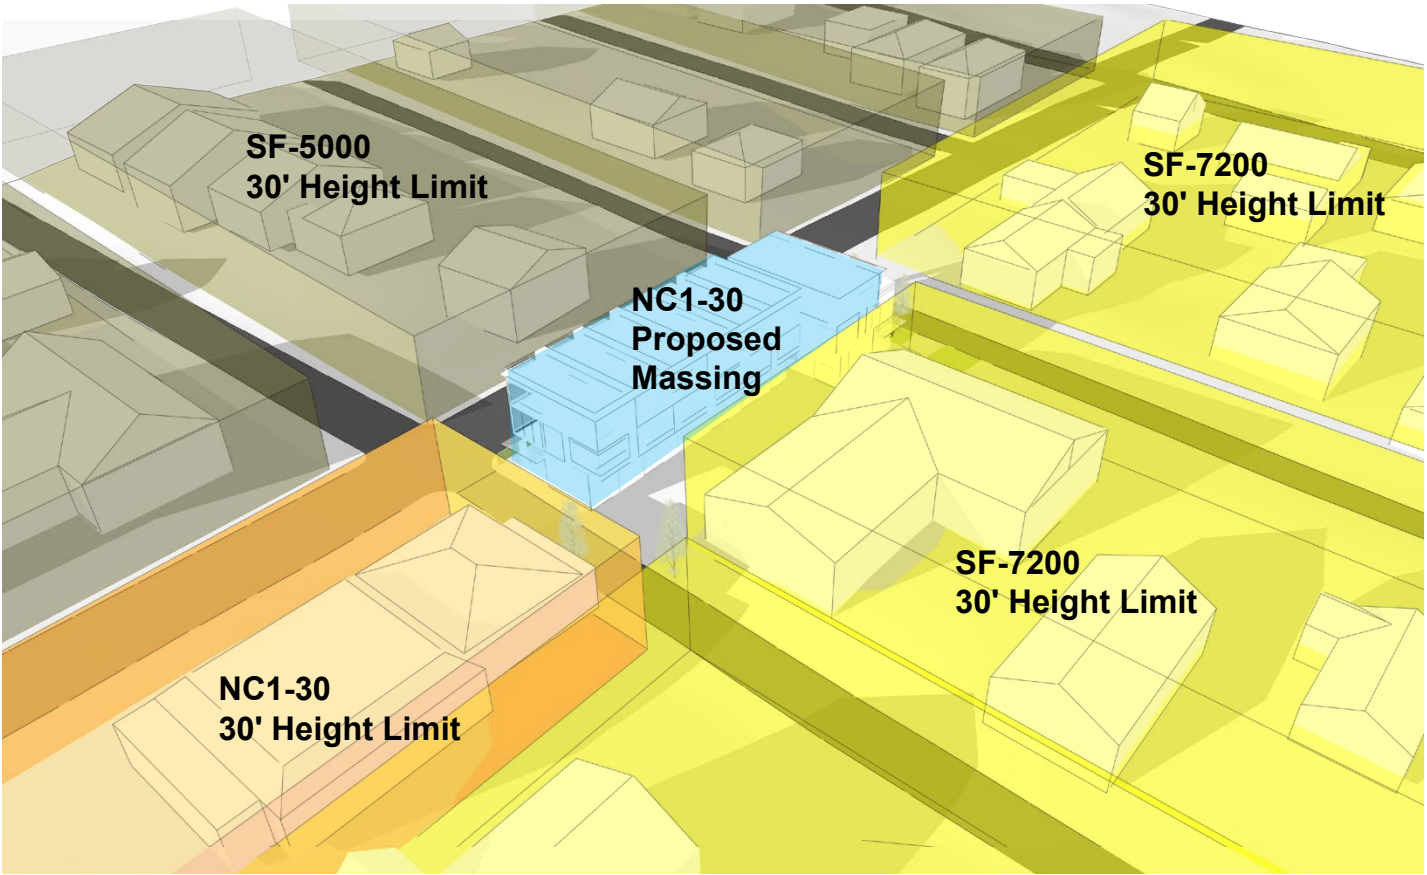 SF-5000
30' Height Limit
SF-7200
30' Height Limit
NC1-30
Proposed
Massing
SF-7200
30' Height Limit
NC1-30
30' Height Limit